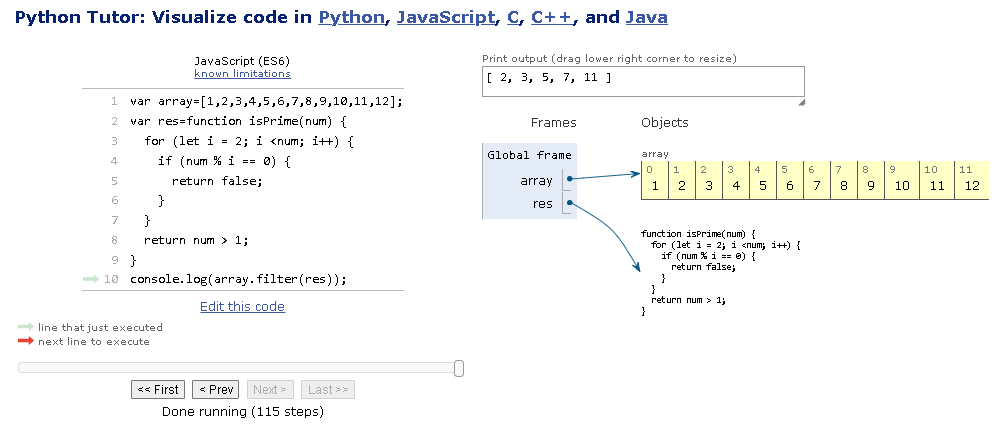 Python Tutor: Visualize code in Python, JavaScript, C, C++, and Java
JavaScript (ES6)
known limitations
1 var array=[1,2,3,4,5,6,7,8,9,10,11,12];
2 var res=function isPrime(num) {
3 for (let i = 2; i <num; i++) {
4 if (num % i == 0) {
5 return false;
6 }
7 }
8 return num > 1;
9 }
10 console.log(array.filter(res));
Edit this code
line that just executed
next line to execute
<< First < Prev Next > Last >>
Done running (115 steps)
Print output (drag lower right corner to resize)
[ 2, 3, 5, 7, 11 ]
Frames Objects
Global frame
array
res
array
0 1 2 3 4 5 6 7 8 9 10 11
1 2 3 4 5 6 7 8 9 10 11 12
function isPrime(num) {
for (let i = 2; i <num; i++) {
if (num % i == 0) {
return false;
}
}
return num > 1;
}